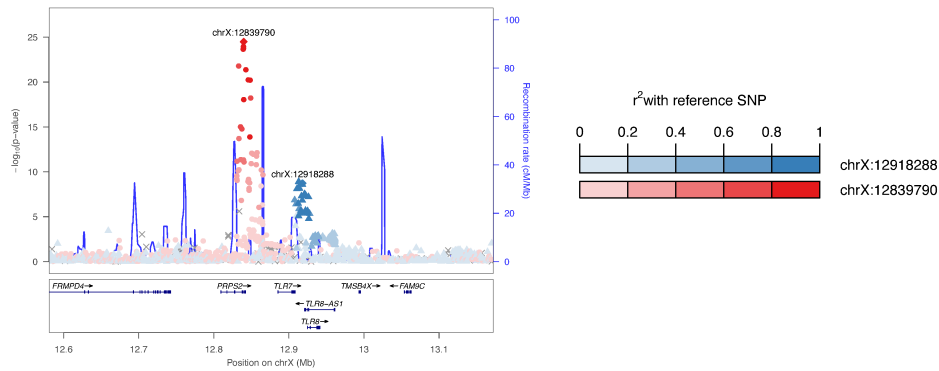 chrX:12839790
chrX:12918288
25
20
15
10
5
0
−log10(p−value)
100
80
60
40
20
0
Recombination rate (cM/Mb)
FRMPD4
PRPS2
TLR7
TMSB4X
FAM9C
TLR8−AS1
TLR8
12.6 12.7 12.8 12.9 13 13.1
Position on chrX (Mb)
r2with reference SNP
0 0.2 0.4 0.6 0.8 1
chrX:12918288
chrX:12839790